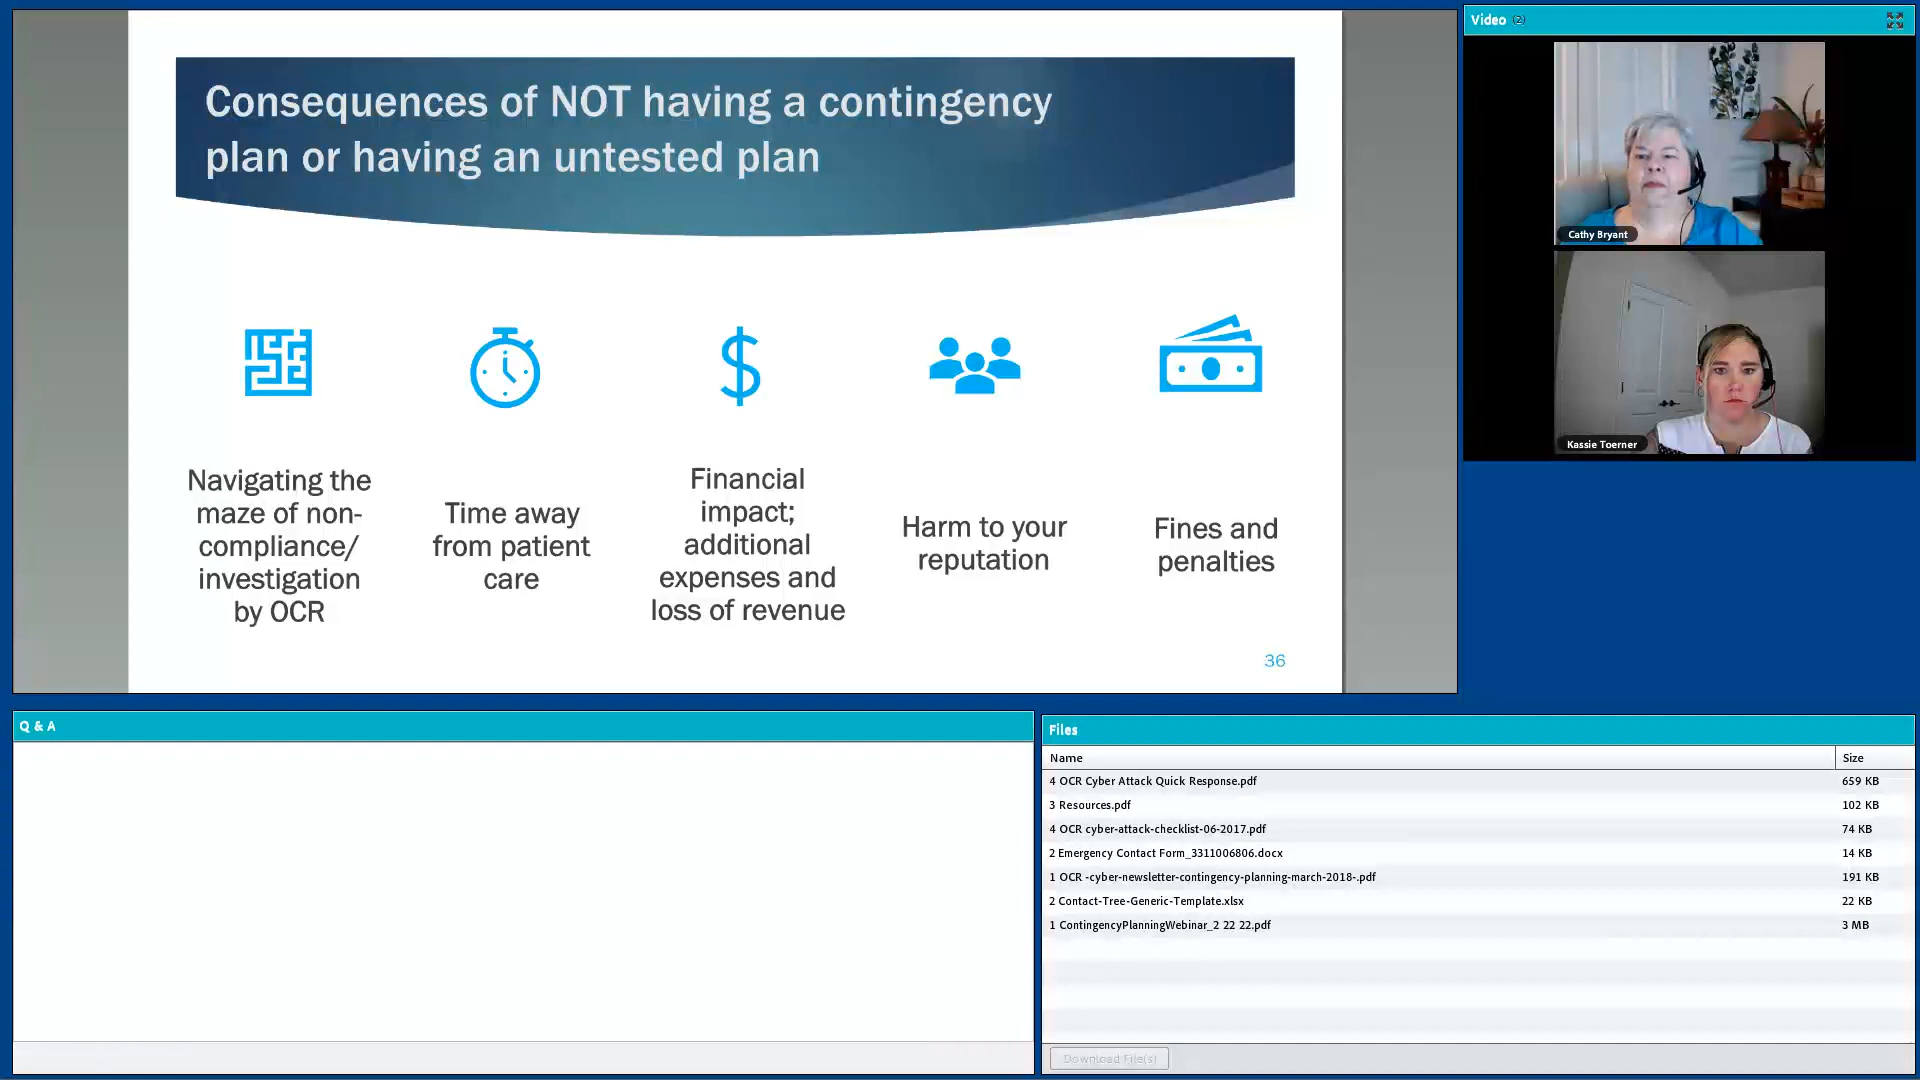 Consequences of NOT having a contingency
plan or having an untested plan
Navigating the
maze of non-
compliance/
investigation
by OCR
Time away
from patient
care
Financial
impact;
additional
expenses and
loss of revenue
Harm to your
reputation
Fines and
penalties
36
Video (2)
Cathy Bryant
Kassie Toerner
Q & A
Files
Name Size
4 OCR Cyber Attack Quick Response.pdf 659 KB
3 Resources.pdf 102 KB
4 OCR cyber-attack-checklist-06-2017.pdf 74 KB
2 Emergency Contact Form_3311006806.docx 14 KB
1 OCR -cyber-newsletter-contingency-planning-march-2018-.pdf 191 KB
2 Contact-Tree-Generic-Template.xlsx 22 KB
1 ContingencyPlanningWebinar_2 22 22.pdf 3 MB
Download File(s)